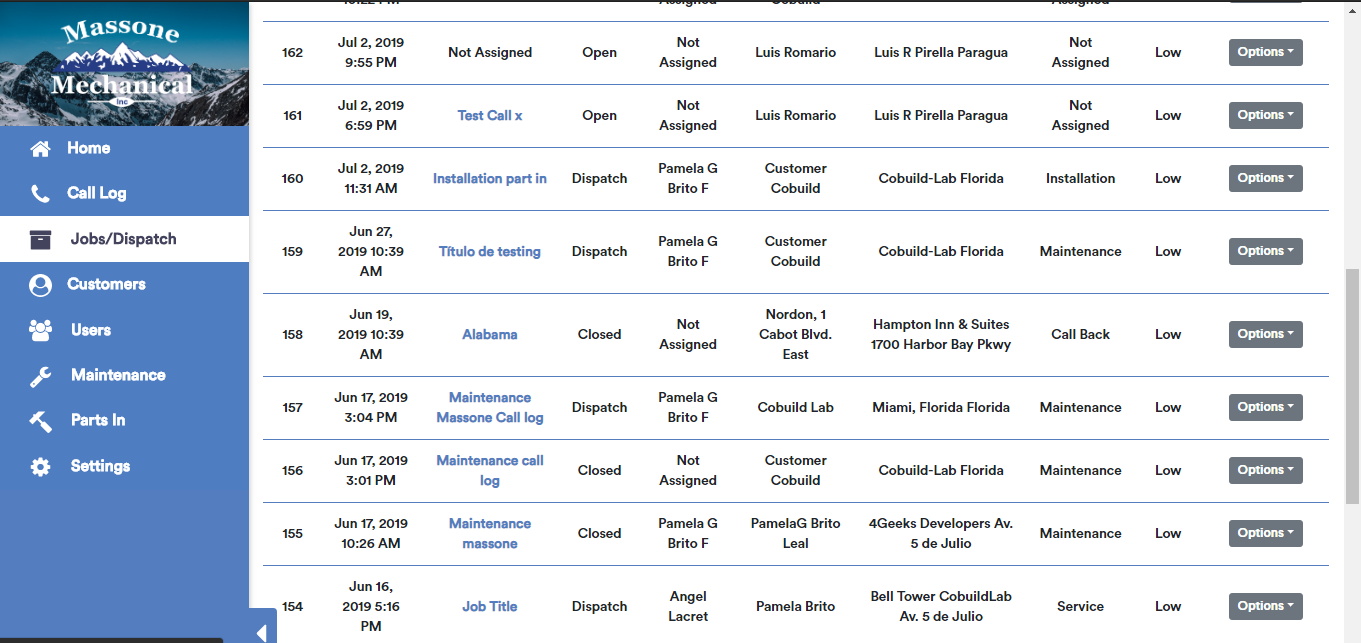 Massone
Mechanical
Inc
Home
Call Log
Jobs/Dispatch
Customers
Users
Maintenance
Parts In
Settings
10:22 PM Assigned Cobuild Assigned
162 Jul 2, 2019 9:55 PM Not Assigned Open Not Assigned Luis Romario Luis R Pirella Paragua Not Assigned Low Options
161 Jul 2, 2019 6:59 PM Test Call x Open Not Assigned Luis Romario Luis R Pirella Paragua Not Assigned Low Options
160 Jul 2, 2019 11:31 AM Installation part in Dispatch Pamela G Brito F Customer Cobuild Cobuild-Lab Florida Installation Low Options
159 Jun 27, 2019 10:39 AM Título de testing Dispatch Pamela G Brito F Customer Cobuild Cobuild-Lab Florida Maintenance Low Options
158 Jun 19, 2019 10:39 AM Alabama Closed Not Assigned Nordon, 1 Cabot Blvd. East Hampton Inn & Suites 1700 Harbor Bay Pkwy Call Back Low Options
157 Jun 17, 2019 3:04 PM Maintenance Massone Call log Dispatch Pamela G Brito F Cobuild Lab Miami, Florida Florida Maintenance Low Options
156 Jun 17, 2019 3:01 PM Maintenance call log Closed Not Assigned Customer Cobuild Cobuild-Lab Florida Maintenance Low Options
155 Jun 17, 2019 10:26 AM Maintenance massone Closed Pamela G Brito F PamelaG Brito Leal 4Geeks Developers Av. 5 de Julio Maintenance Low Options
154 Jun 16, 2019 5:16 PM Job Title Dispatch Angel Lacret Pamela Brito Bell Tower CobuildLab Av. 5 de Julio Service Low Options